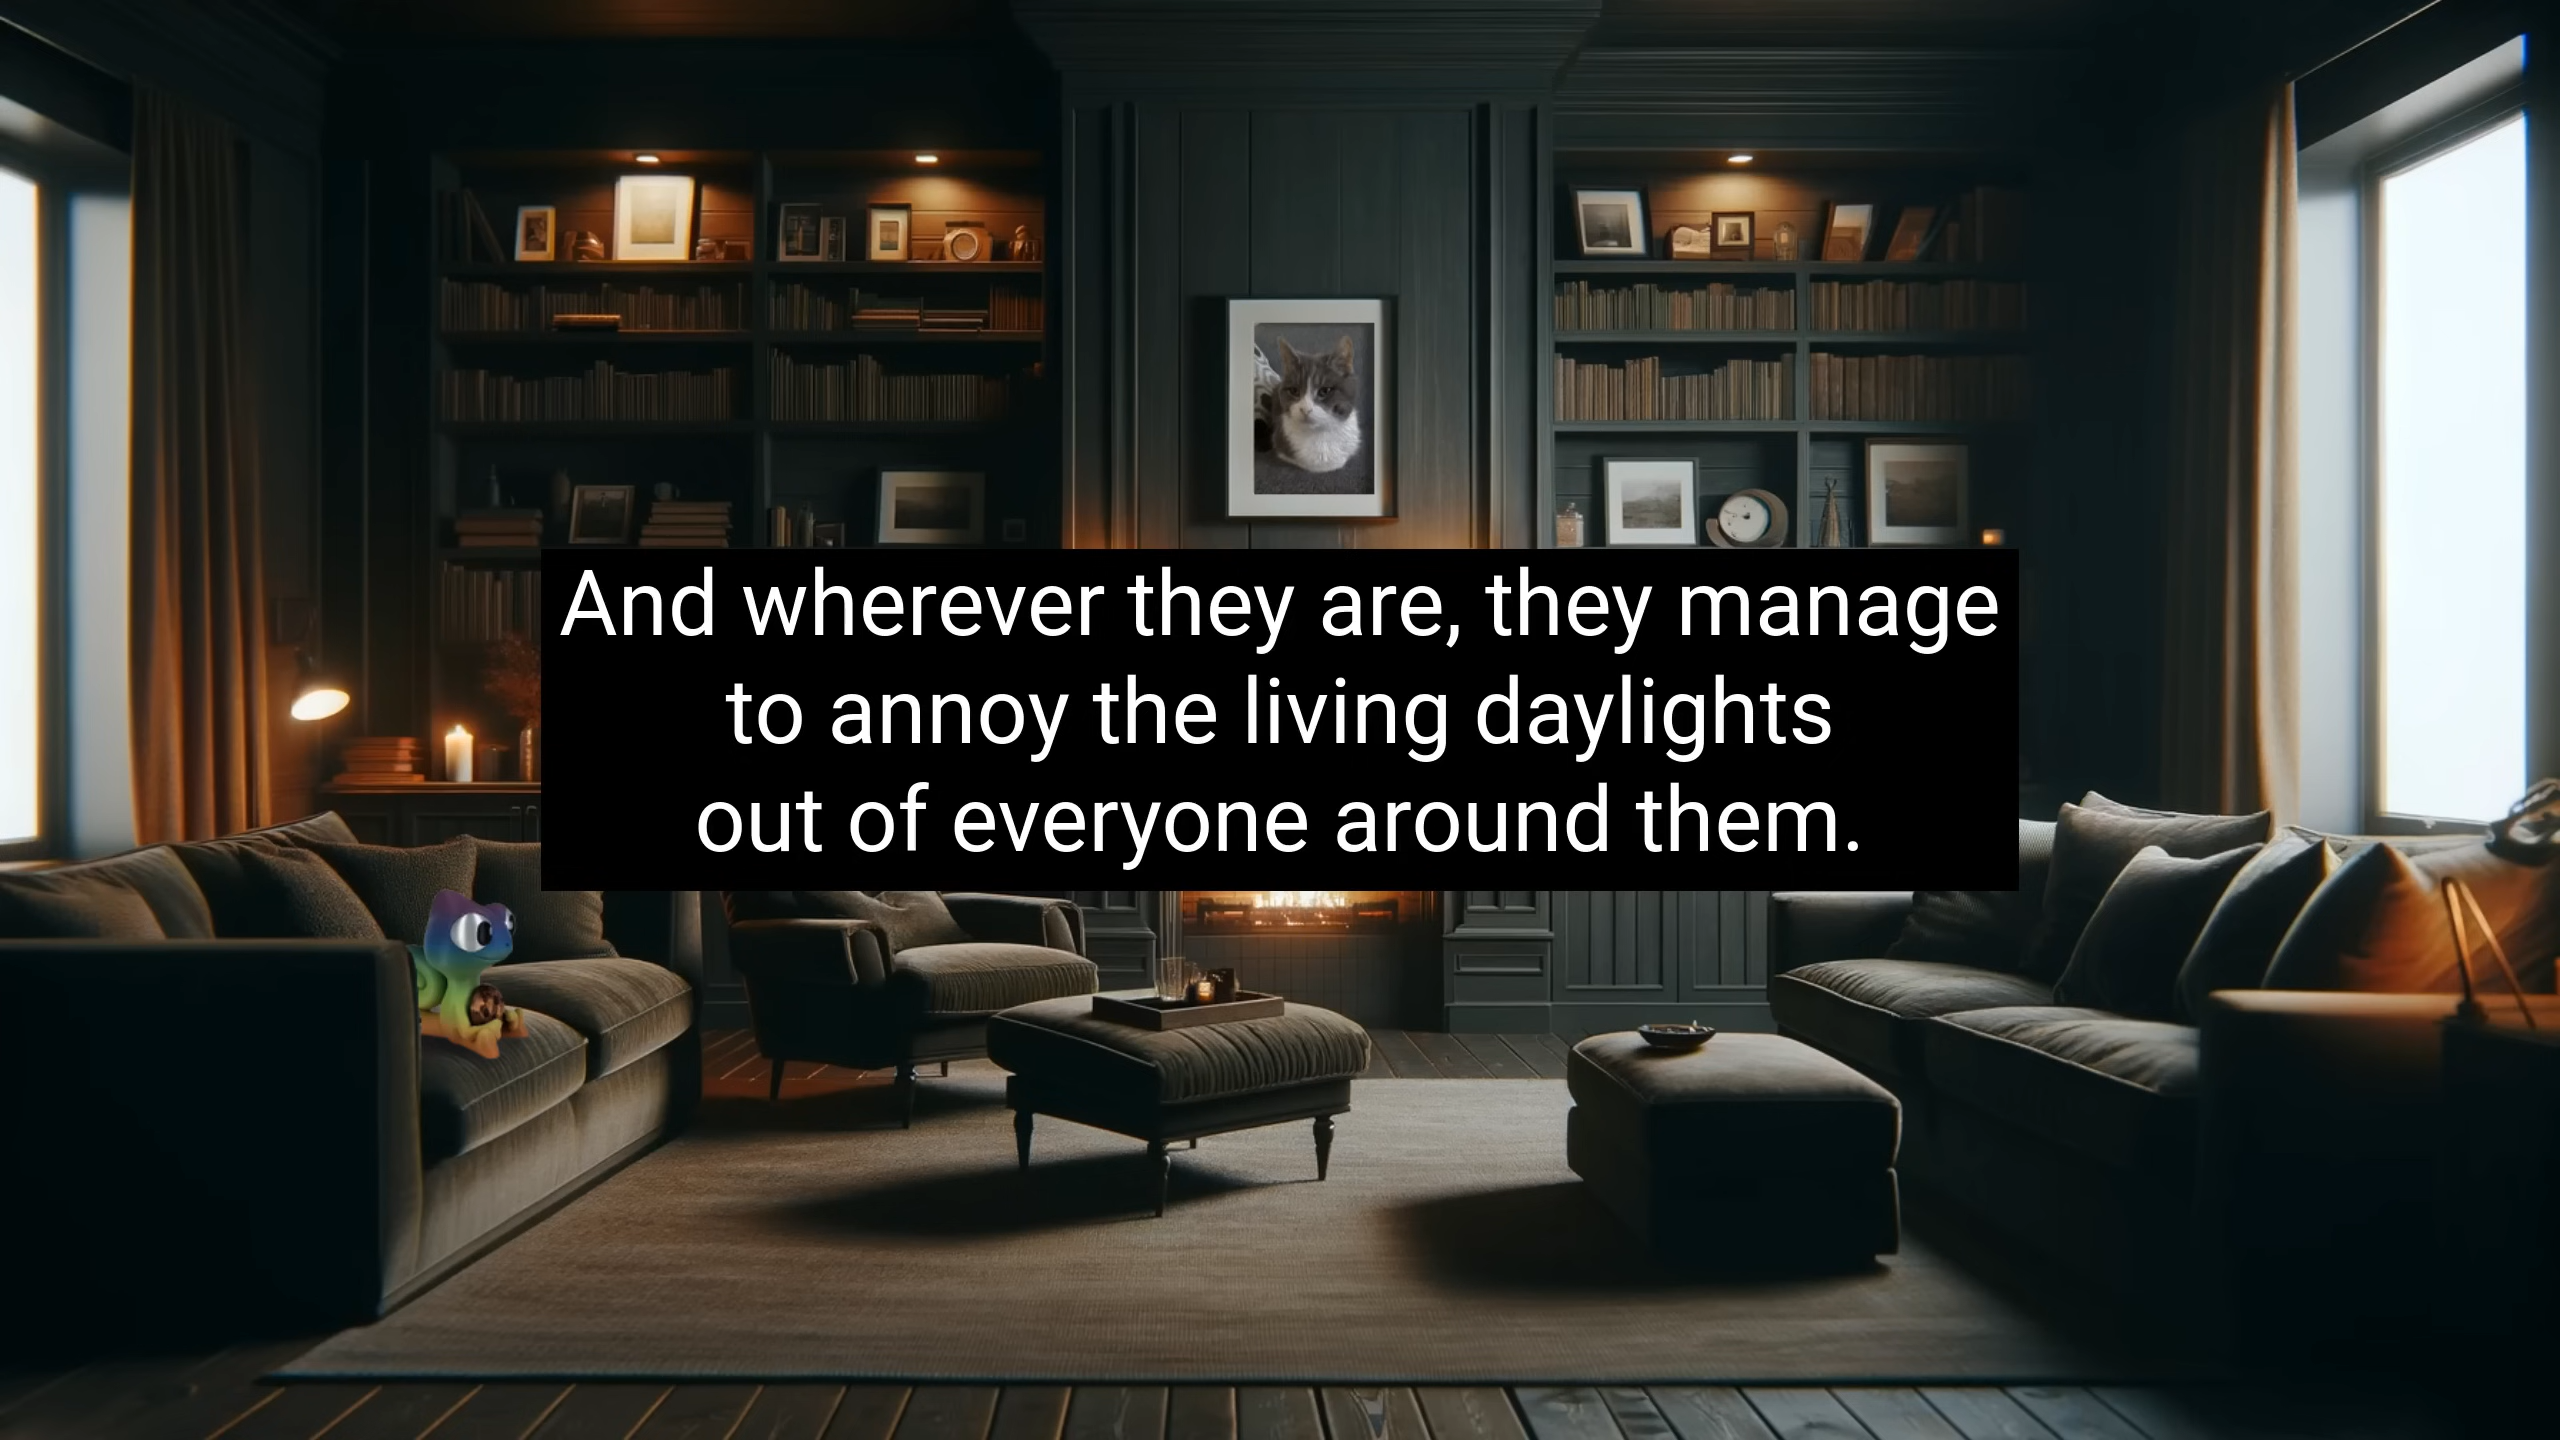 And wherever they are, they manage
to annoy the living daylights
out of everyone around them.